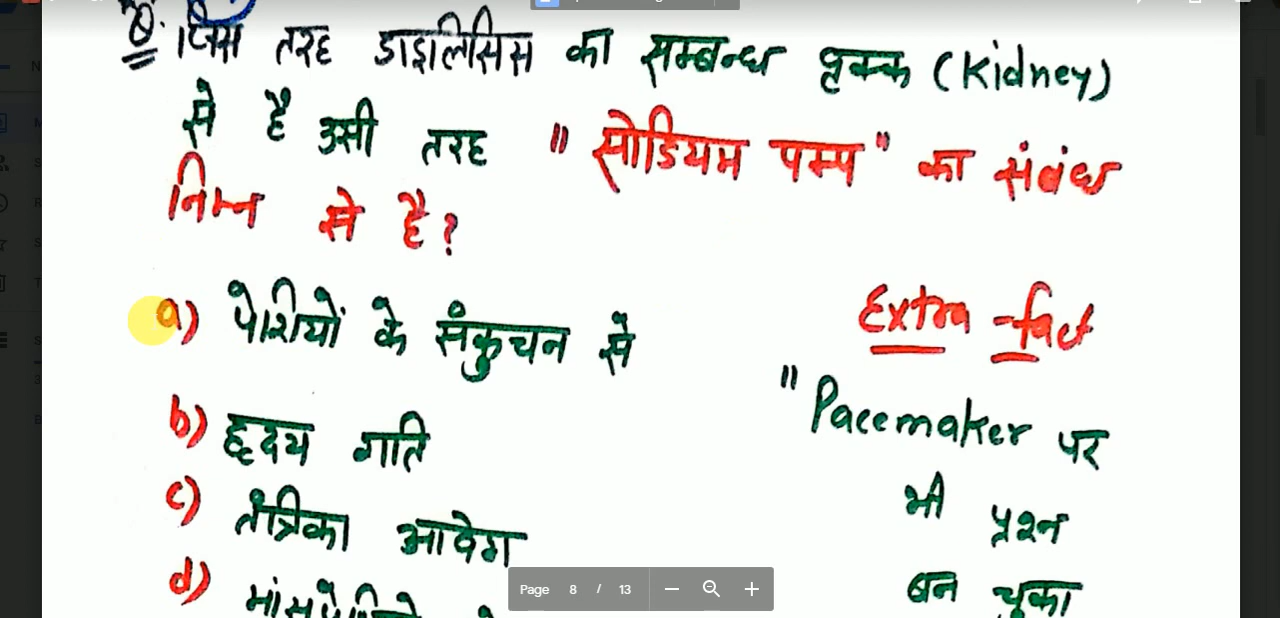 Q. जिस तरह डाइलिसिस का सम्बन्ध वृक्क (Kidney)
से है उसी तरह "सोडियम पम्प" का संबंध
निम्न से है?
a) पेशियों के संकुचन से
b) हृदय गति
c) तंत्रिका आवेग
d)
Extra-fact
"Pacemaker पर
भी प्रश्न
बन चुका
Page 8 / 13